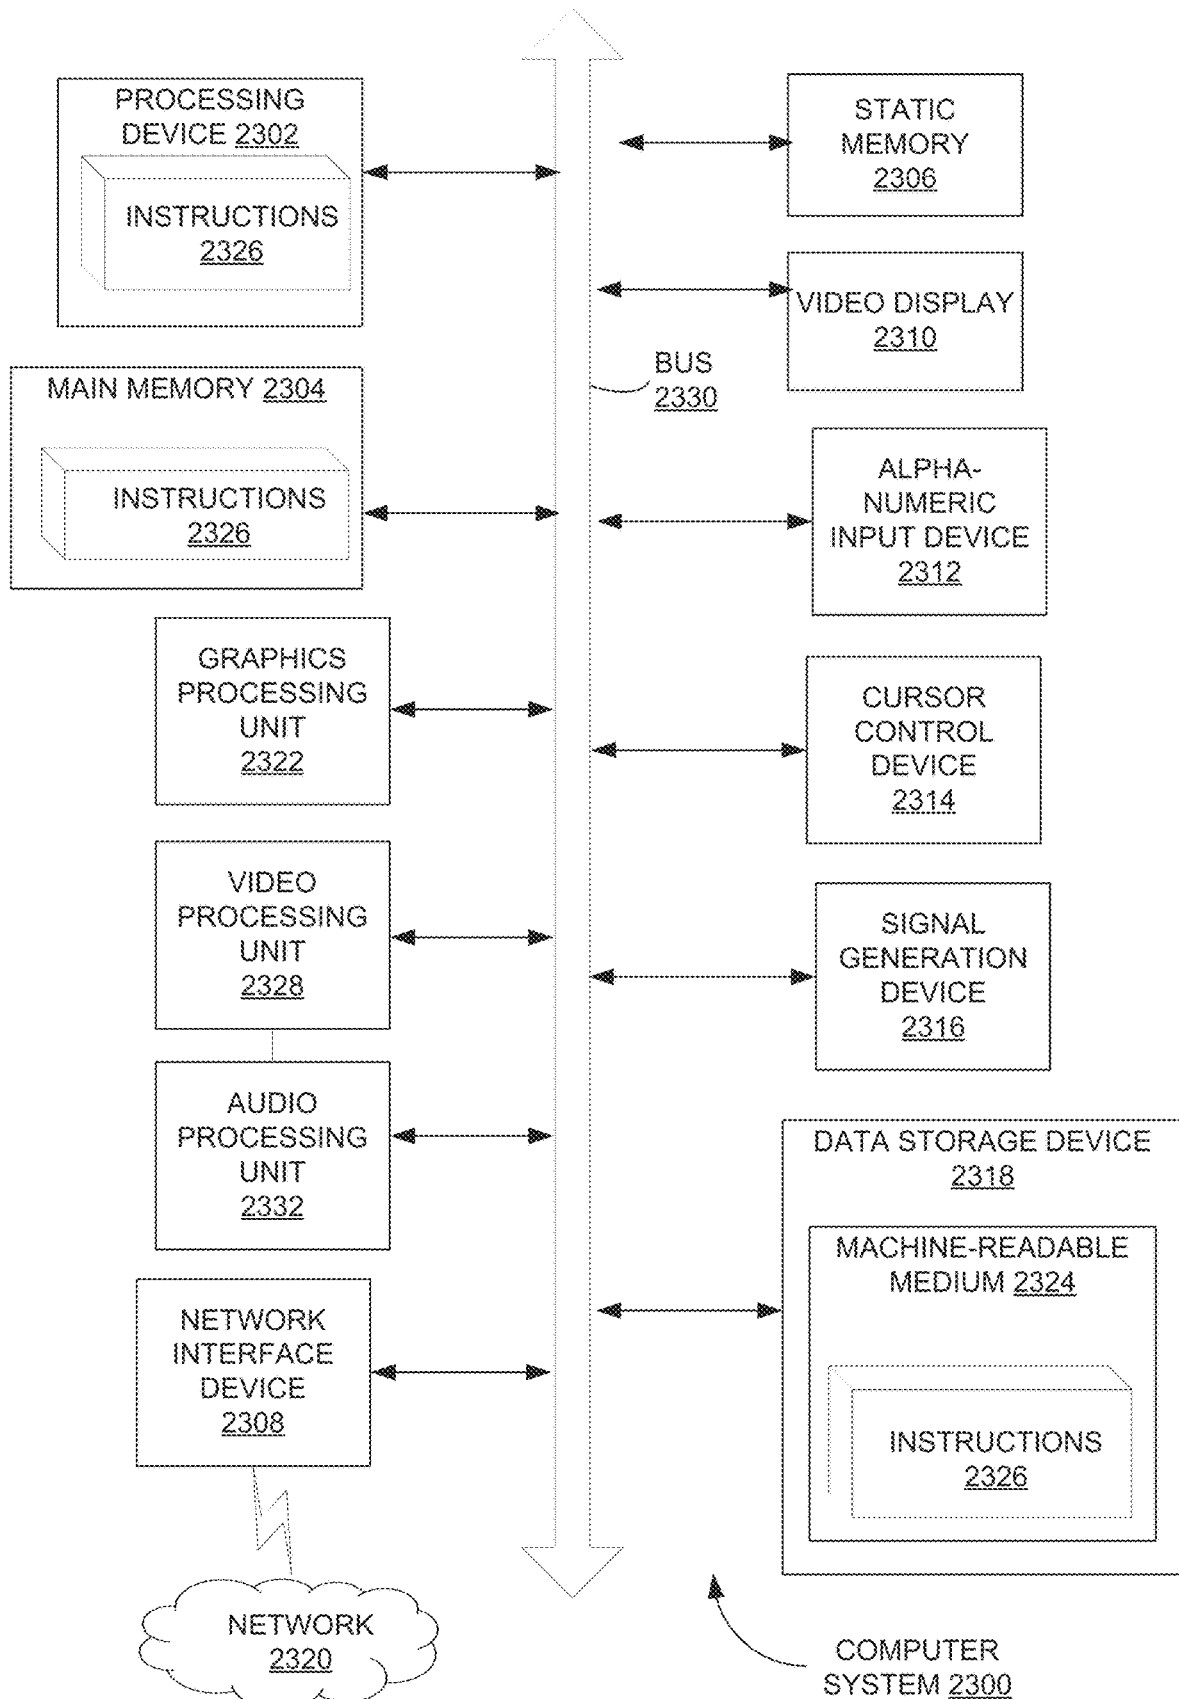 PROCESSING
DEVICE 2302
INSTRUCTIONS
2326
MAIN MEMORY 2304
INSTRUCTIONS
2326
GRAPHICS
PROCESSING
UNIT
2322
VIDEO
PROCESSING
UNIT
2328
AUDIO
PROCESSING
UNIT
2332
NETWORK
INTERFACE
DEVICE
2308
NETWORK
2320
BUS
2330
STATIC
MEMORY
2306
VIDEO DISPLAY
2310
ALPHA-
NUMERIC
INPUT DEVICE
2312
CURSOR
CONTROL
DEVICE
2314
SIGNAL
GENERATION
DEVICE
2316
DATA STORAGE DEVICE
2318
MACHINE-READABLE
MEDIUM 2324
INSTRUCTIONS
2326
COMPUTER
SYSTEM 2300